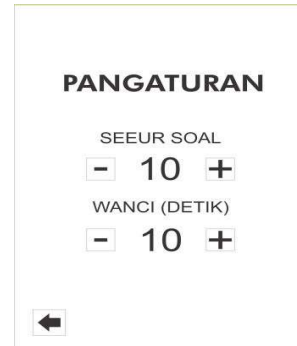 PANGATURAN
SEEUR SOAL
- 10 +
WANCI (DETIK)
- 10 +